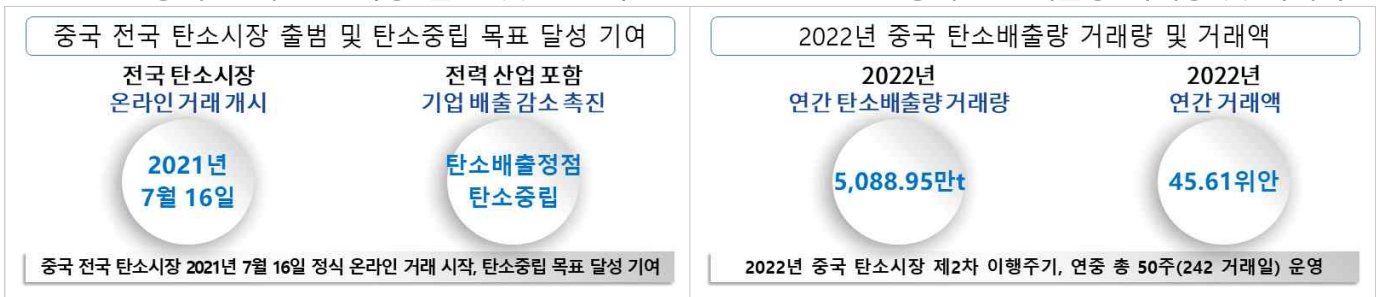 중국 전국 탄소시장 출범 및 탄소중립 목표 달성 기여
전국 탄소시장
온라인 거래 개시
전력 산업 포함
기업 배출 감소 촉진
2021년
7월 16일
탄소배출정점
탄소중립
중국 전국 탄소시장 2021년 7월 16일 정식 온라인 거래 시작, 탄소중립 목표 달성 기여
2022년 중국 탄소배출량 거래량 및 거래액
2022년
연간 탄소배출량 거래량
2022년
연간 거래액
5,088.95만t
45.61위안
2022년 중국 탄소시장 제2차 이행주기, 연중 총 50주(242 거래일) 운영